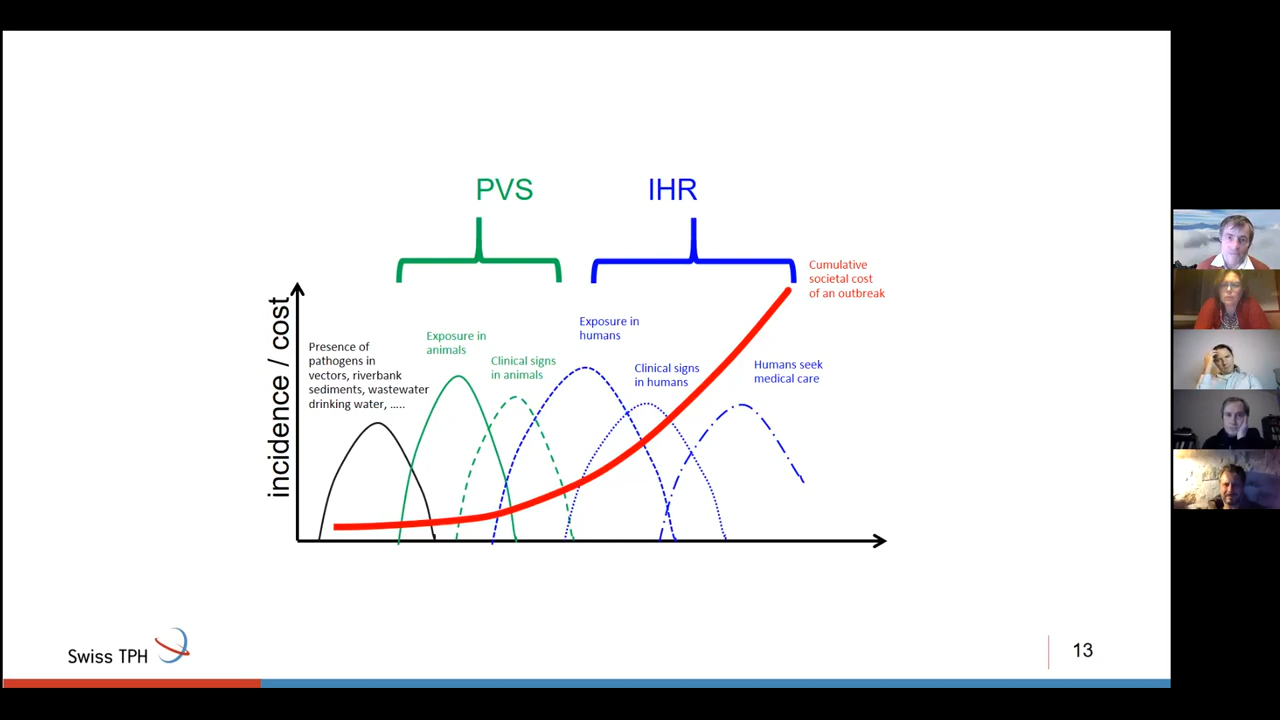 PVS
IHR
Cumulative
societal cost
of an outbreak
incidence / cost
Presence of
pathogens in
vectors, riverbank
sediments, wastewater
drinking water, .....
Exposure in
animals
Clinical signs
in animals
Exposure in
humans
Clinical signs
in humans
Humans seek
medical care
Swiss TPH
13